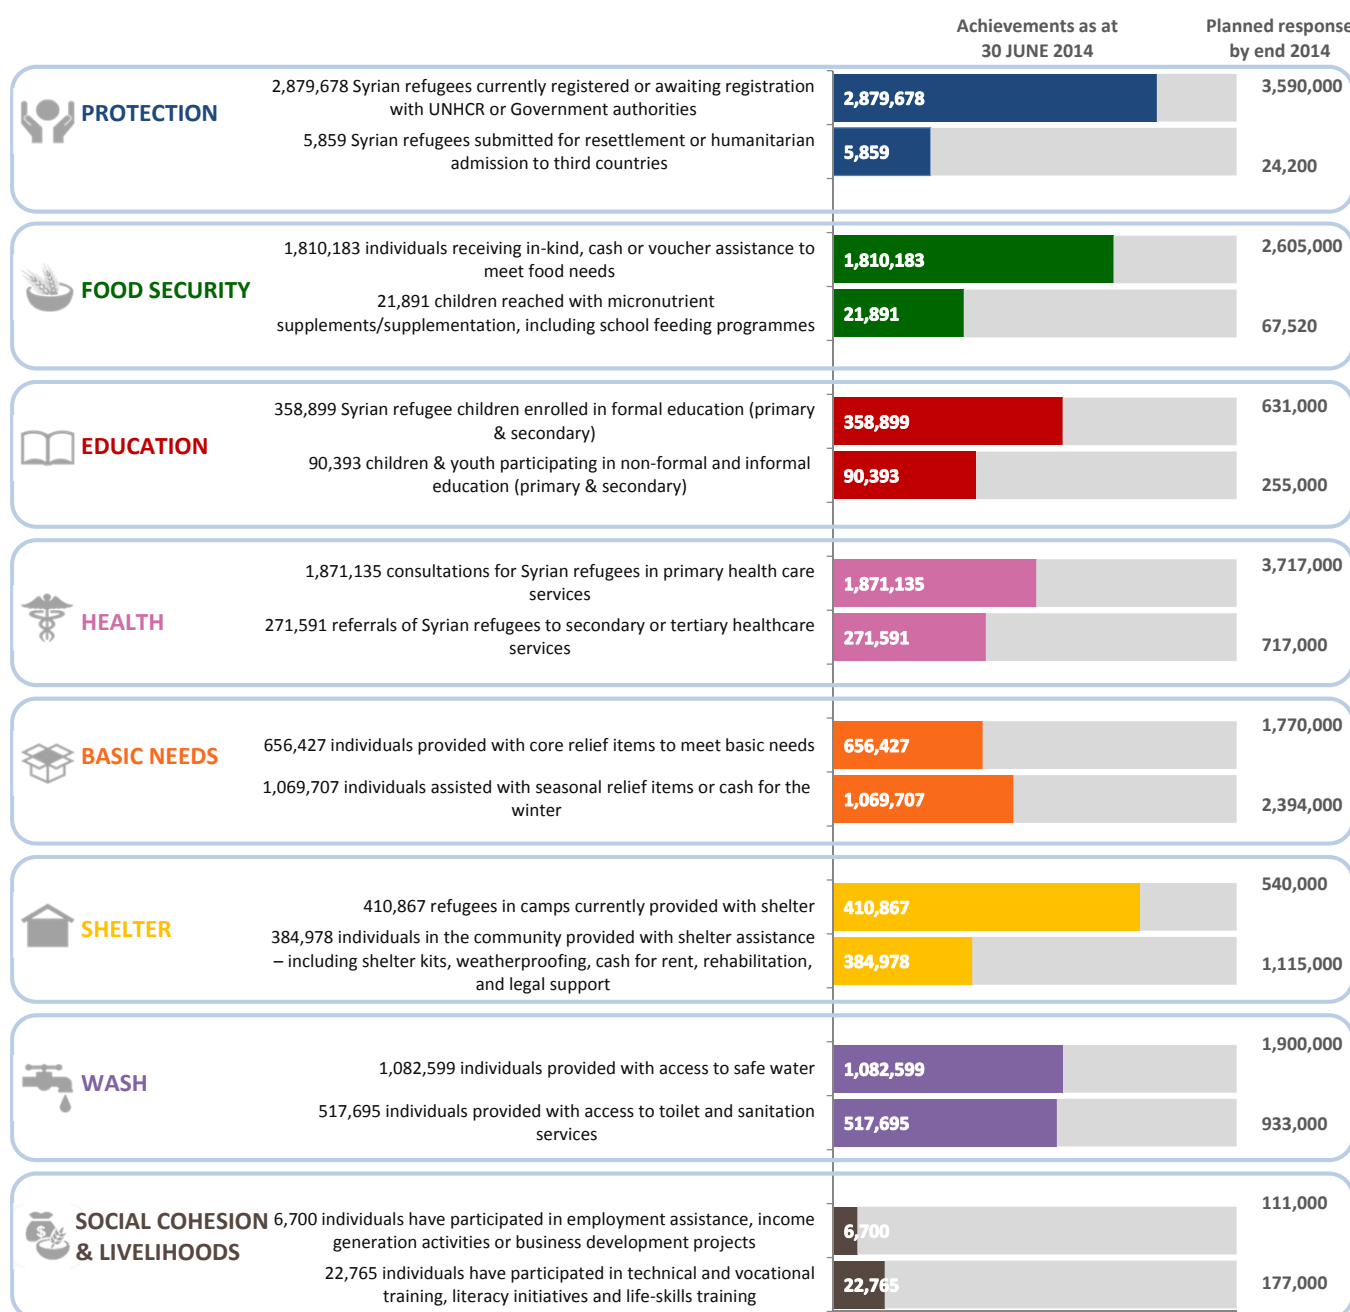 Achievements as at
30 JUNE 2014
Planned response
by end 2014
PROTECTION
2,879,678 Syrian refugees currently registered or awaiting registration
with UNHCR or Government authorities
2,879,678
3,590,000
5,859 Syrian refugees submitted for resettlement or humanitarian
admission to third countries
5,859
24,200
FOOD SECURITY
1,810,183 individuals receiving in-kind, cash or voucher assistance to
meet food needs
1,810,183
2,605,000
21,891 children reached with micronutrient
supplements/supplementation, including school feeding programmes
21,891
67,520
EDUCATION
358,899 Syrian refugee children enrolled in formal education (primary
& secondary)
358,899
631,000
90,393 children & youth participating in non-formal and informal
education (primary & secondary)
90,393
255,000
HEALTH
1,871,135 consultations for Syrian refugees in primary health care
services
1,871,135
3,717,000
271,591 referrals of Syrian refugees to secondary or tertiary healthcare
services
271,591
717,000
BASIC NEEDS
656,427 individuals provided with core relief items to meet basic needs
656,427
1,770,000
1,069,707 individuals assisted with seasonal relief items or cash for the
winter
1,069,707
2,394,000
SHELTER
410,867 refugees in camps currently provided with shelter
410,867
540,000
384,978 individuals in the community provided with shelter assistance
– including shelter kits, weatherproofing, cash for rent, rehabilitation,
and legal support
384,978
1,115,000
WASH
1,082,599 individuals provided with access to safe water
1,082,599
1,900,000
517,695 individuals provided with access to toilet and sanitation
services
517,695
933,000
SOCIAL COHESION
& LIVELIHOODS
6,700 individuals have participated in employment assistance, income
generation activities or business development projects
6,700
111,000
22,765 individuals have participated in technical and vocational
training, literacy initiatives and life-skills training
22,765
177,000